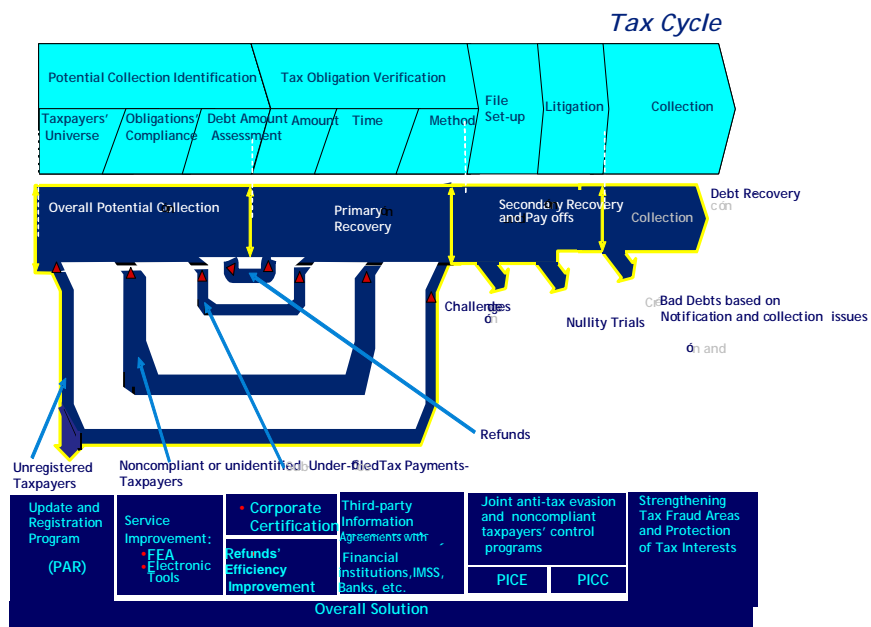 Tax Cycle
Potential Collection Identification
Tax Obligation Verification
File
Set-up
Litigation
Collection
Taxpayers'
Universe
Obligations'
Compliance
Debt Amount
Assessment
Amount
Time
Method
Overall Potential Collection
Primary
Recovery
Secondary Recovery
and Pay offs
Collection
Debt Recovery
ción
Challenges
Nullity Trials
Bad Debts based on
Notification and collection issues
ón and
Refunds
Unregistered
Taxpayers
Noncompliant or unidentified
Taxpayers
Under-filed Tax Payments-
Update and
Registration
Program
(PAR)
Service
Improvement:
• FEA
• Electronic
Tools
• Corporate
Certification
Refunds'
Efficiency
Improvement
Third-party
Information
Agreements with
Financial
Institutions,IMSS,
Banks, etc.
Joint anti-tax evasion
and noncompliant
taxpayers' control
programs
PICE
PICC
Strengthening
Tax Fraud Areas
and Protection
of Tax Interests
Overall Solution